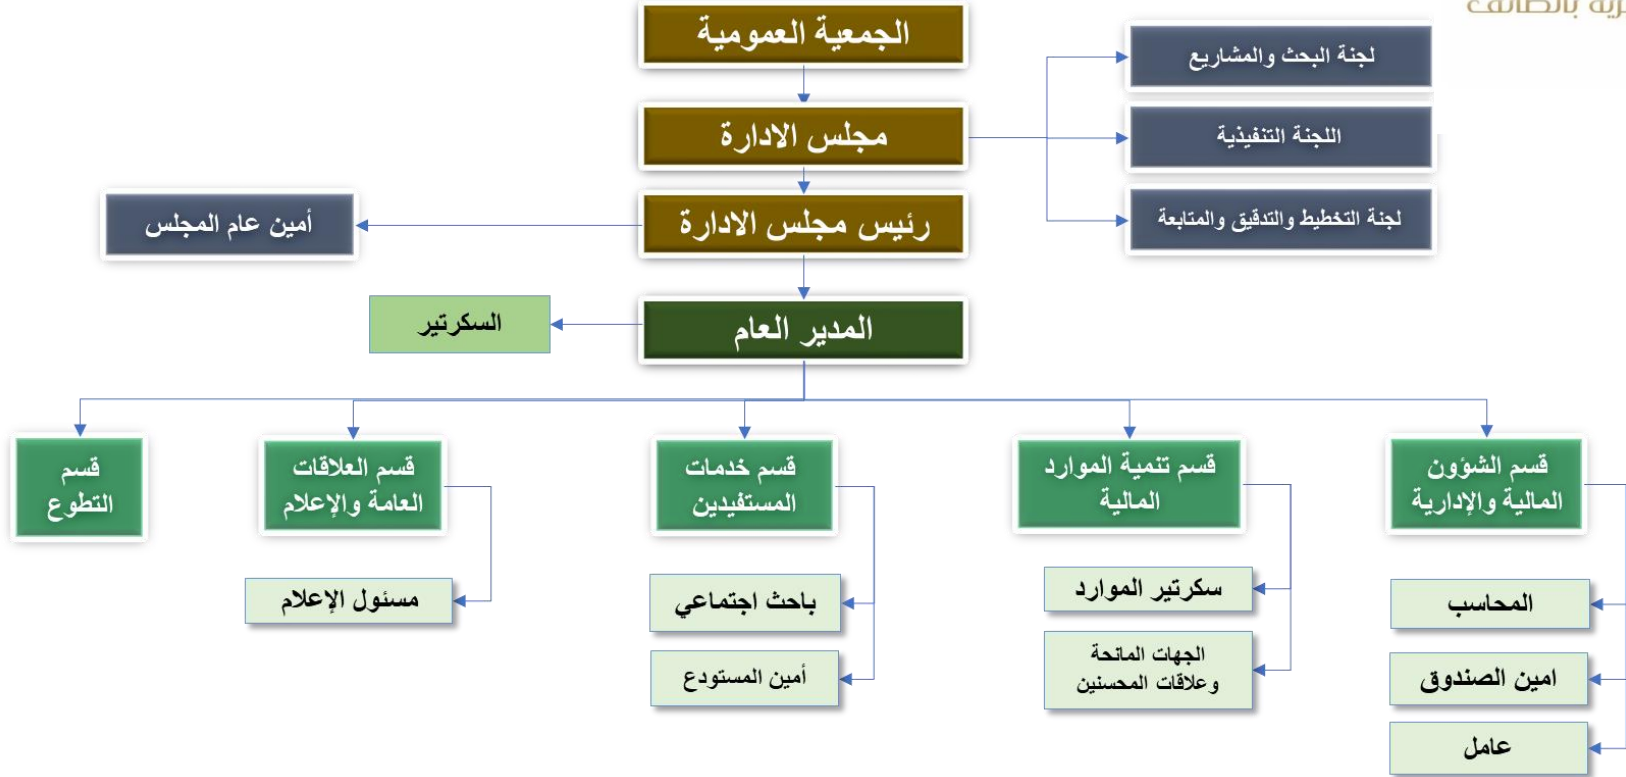 الجمعية العمومية
لجنة البحث والمشاريع
مجلس الادارة
اللجنة التنفيذية
رئيس مجلس الادارة
لجنة التخطيط والتدقيق والمتابعة
أمين عام المجلس
المدير العام
السكرتير
قسم الشؤون
المالية والإدارية
قسم تنمية الموارد
المالية
قسم خدمات
المستفيدين
قسم العلاقات
العامة والإعلام
قسم
التطوع
المحاسب
امين الصندوق
عامل
سكرتير الموارد
الجهات المانحة
وعلاقات المحسنين
باحث اجتماعي
أمين المستودع
مسئول الإعلام